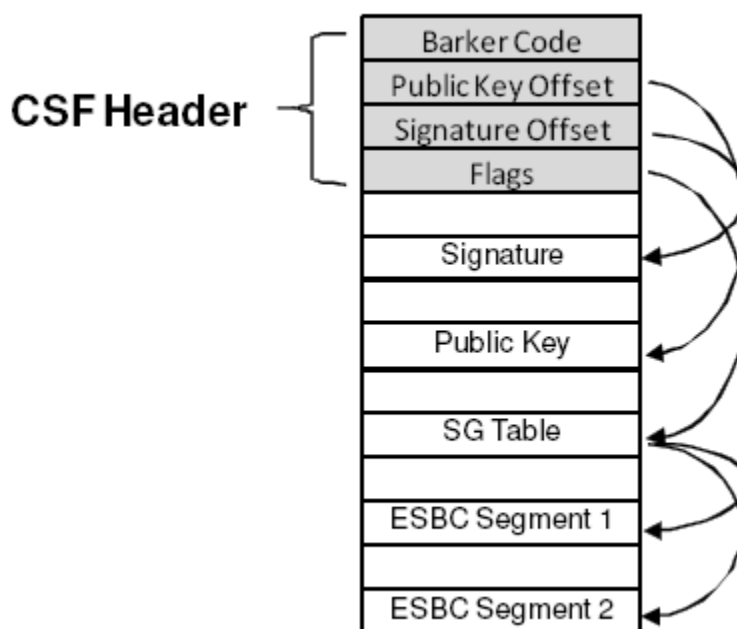 Barker Code
Public Key Offset
CSF Header
Signature Offset
Flags
Signature
Public Key
SG Table
ESBC Segment 1
ESBC Segment 2